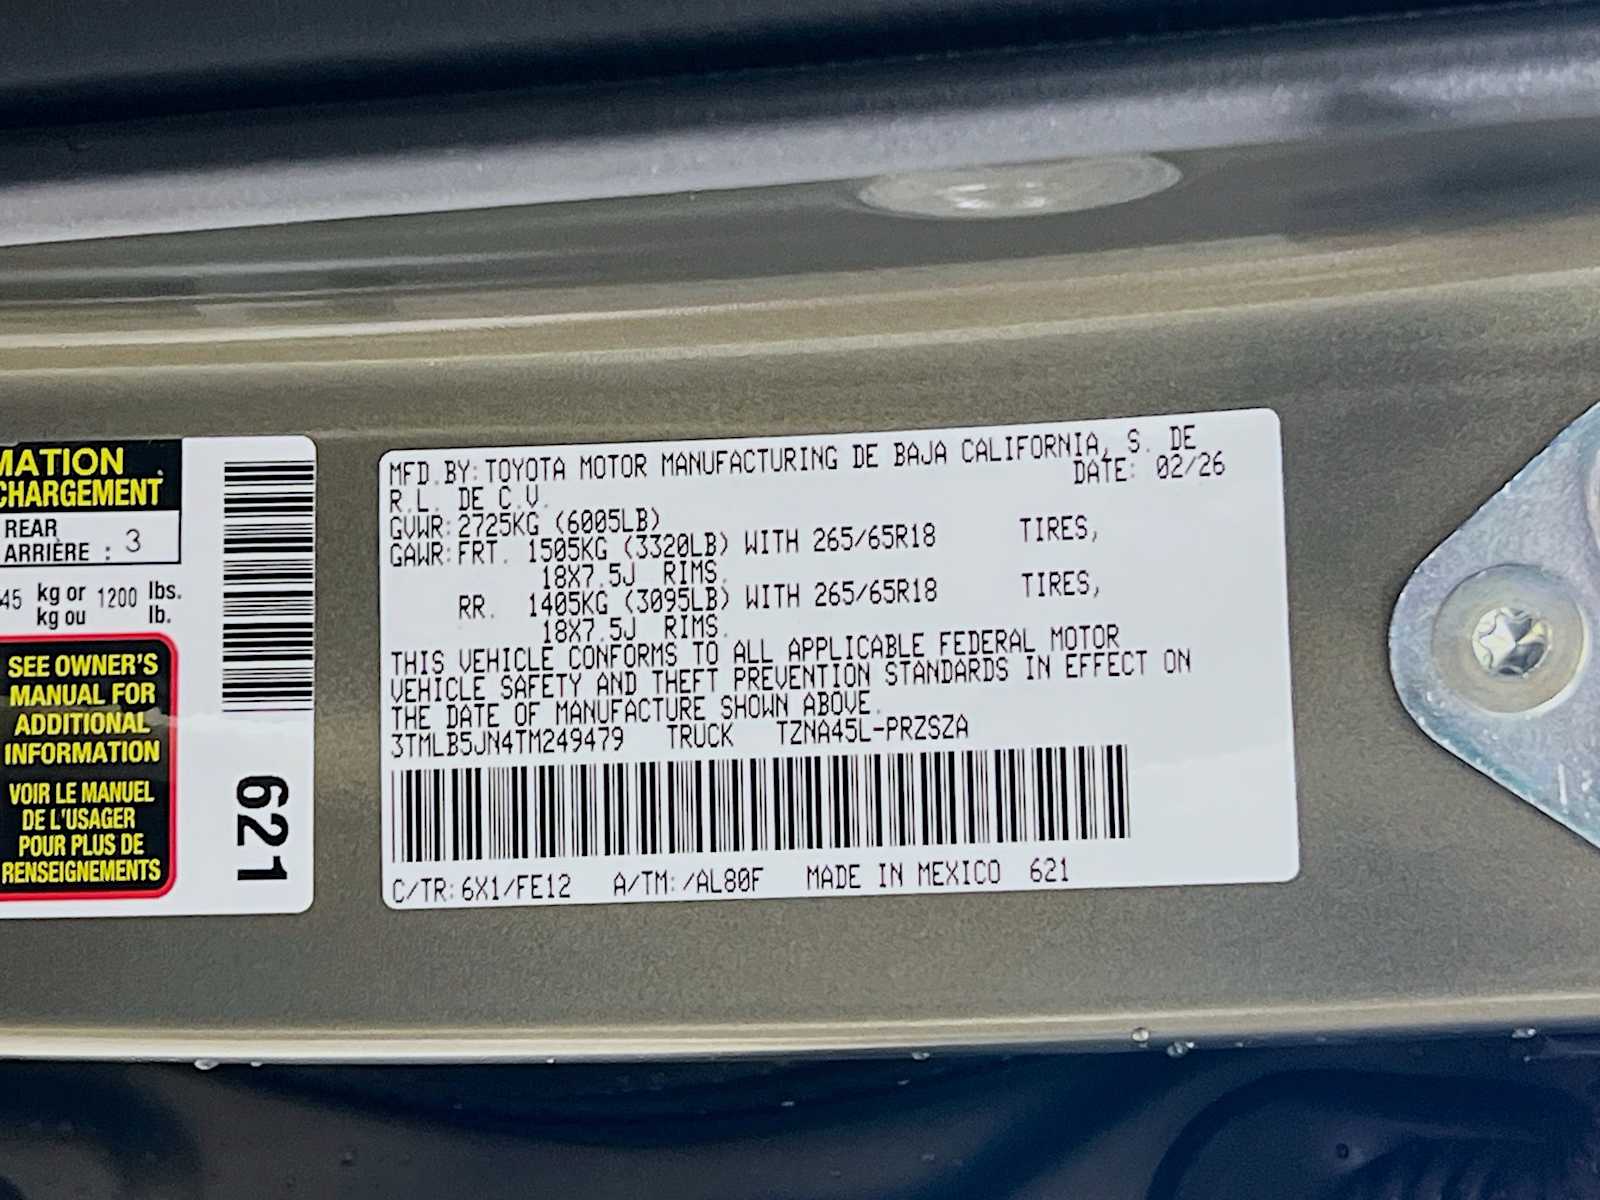 MATION
CHARGEMENT
REAR
ARRIÈRE : 3
45 kg or 1200 lbs.
kg ou lb.
SEE OWNER'S
MANUAL FOR
ADDITIONAL
INFORMATION
VOIR LE MANUEL
DE L'USAGER
POUR PLUS DE
RENSEIGNEMENTS
621
MFD.BY: TOYOTA MOTOR MANUFACTURING DE BAJA CALIFORNIA, S. DE
R.L. DE C.V. DATE: 02/26
GVWR: 2725KG (6005LB)
GAWR: FRT. 1505KG (3320LB) WITH 265/65R18 TIRES,
18X7.5J RIMS.
RR. 1405KG (3095LB) WITH 265/65R18 TIRES,
18X7.5J RIMS.
THIS VEHICLE CONFORMS TO ALL APPLICABLE FEDERAL MOTOR
VEHICLE SAFETY AND THEFT PREVENTION STANDARDS IN EFFECT ON
THE DATE OF MANUFACTURE SHOWN ABOVE.
3TMLB5JN4TM249479 TRUCK TZNA45L-PRZSZA
C/TR: 6X1/FE12 A/TM: /AL80F MADE IN MEXICO 621